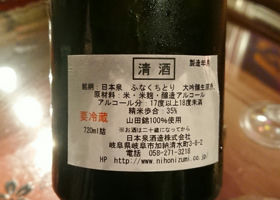 清酒
製造年月
銘柄：日本泉 ふなくちとり 大吟醸生原酒
原材料：米・米麹・醸造アルコール
アルコール分：17度以上18度未満
精米歩合：35%
要冷蔵
山田錦100%使用
720ml詰
※お酒は二十歳になってから
日本泉酒造株式会社
岐阜県岐阜市加納清水町3-8-2
電話 058-271-3218
HP http://www.nihonizumi.co.jp